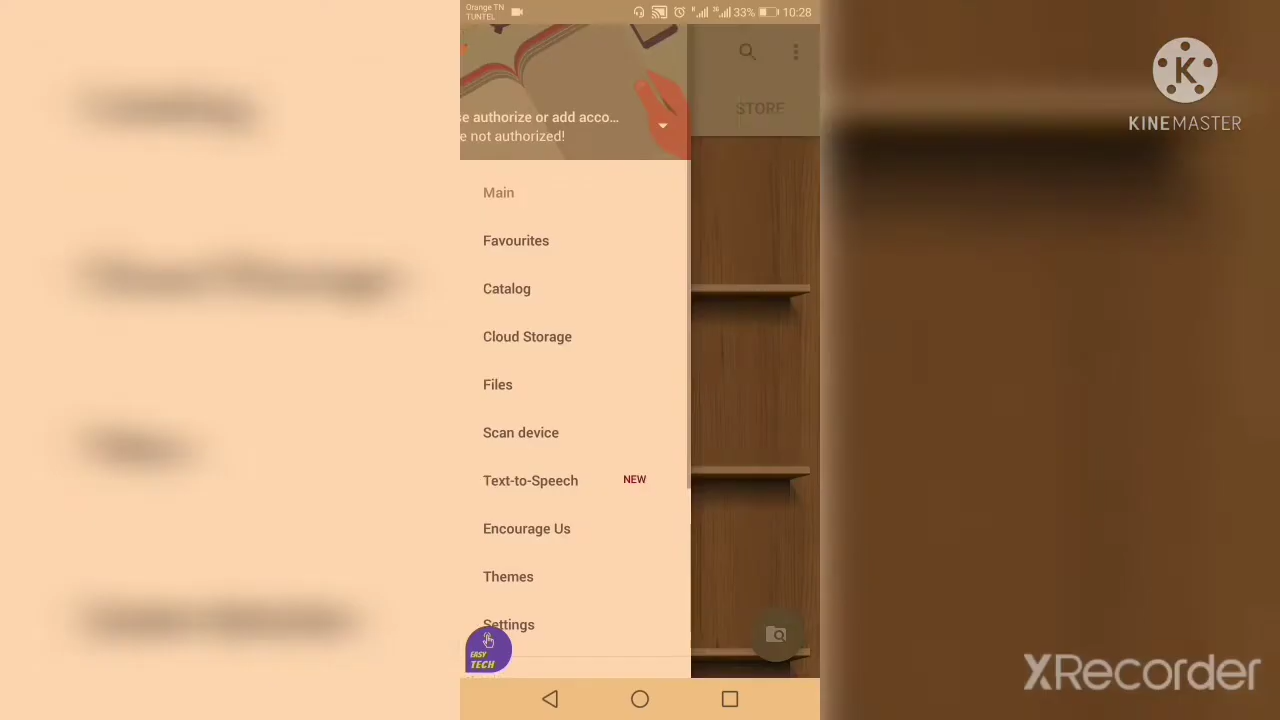 Orange TN
TUNTEL
33% 10:28
K
KINEMASTER
STORE
se authorize or add acco...
e not authorized!
Main
Favourites
Catalog
Cloud Storage
Files
Scan device
Text-to-Speech NEW
Encourage Us
Themes
Settings
EASY
TECH
XRecorder